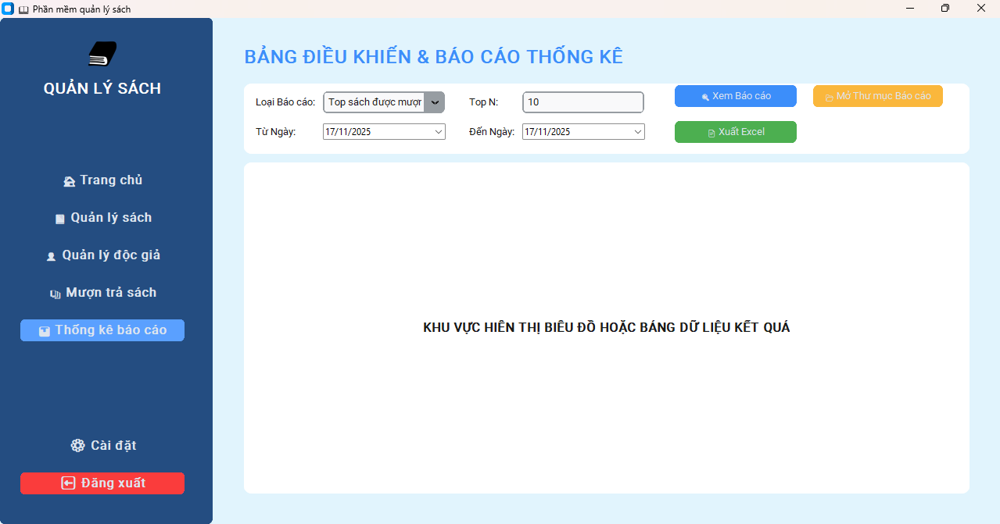 Phần mềm quản lý sách
QUẢN LÝ SÁCH
Trang chủ
Quản lý sách
Quản lý độc giả
Mượn trả sách
Thống kê báo cáo
Cài đặt
Đăng xuất
BẢNG ĐIỀU KHIỂN & BÁO CÁO THỐNG KÊ
Loại Báo cáo: Top sách được mượn Top N: 10 Xem Báo cáo Mở Thư mục Báo cáo
Từ Ngày: 17/11/2025 Đến Ngày: 17/11/2025 Xuất Excel
KHU VỰC HIỂN THỊ BIỂU ĐỒ HOẶC BẢNG DỮ LIỆU KẾT QUẢ